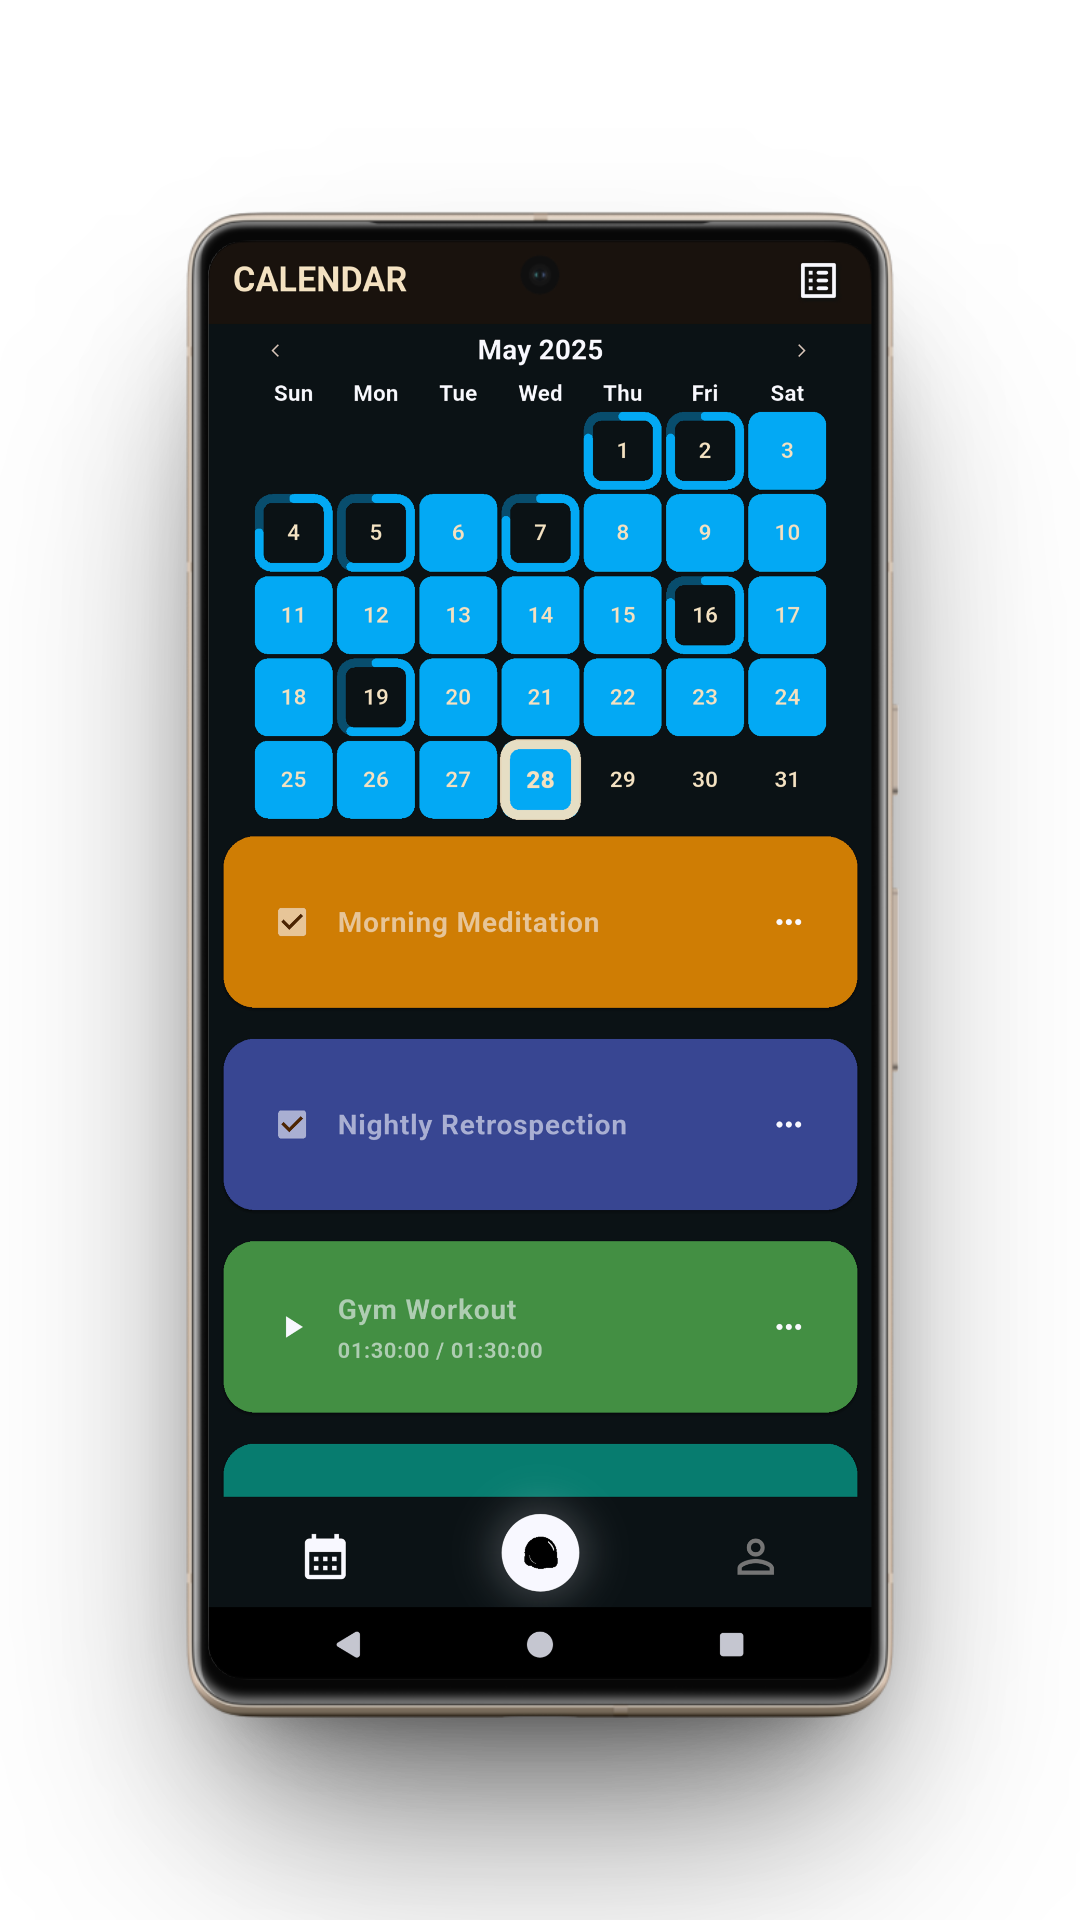 CALENDAR
May 2025
Sun Mon Tue Wed Thu Fri Sat
1 2 3
4 5 6 7 8 9 10
11 12 13 14 15 16 17
18 19 20 21 22 23 24
25 26 27 28 29 30 31
Morning Meditation
Nightly Retrospection
Gym Workout
01:30:00 / 01:30:00